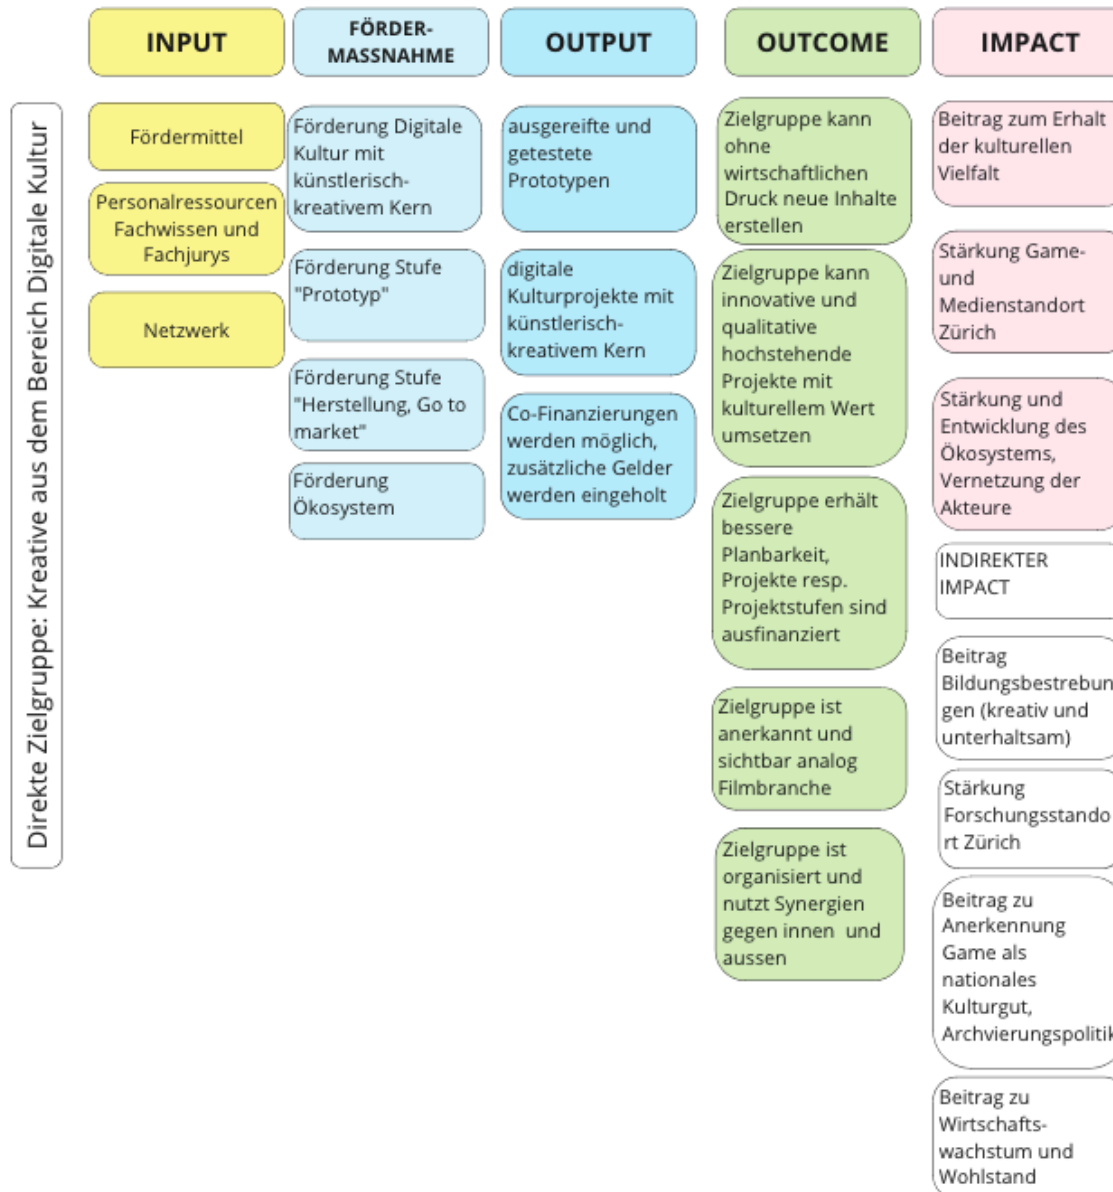 INPUT
FÖRDER-
MASSNAHME
OUTPUT
OUTCOME
IMPACT
Direkte Zielgruppe: Kreative aus dem Bereich Digitale Kultur
Fördermittel
Personalressourcen
Fachwissen und
Fachjurys
Netzwerk
Förderung Digitale
Kultur mit
künstlerisch-
kreativem Kern
Förderung Stufe
"Prototyp"
Förderung Stufe
"Herstellung, Go to
market"
Förderung
Ökosystem
ausgereifte und
getestete
Prototypen
digitale
Kulturprojekte mit
künstlerisch-
kreativem Kern
Co-Finanzierungen
werden möglich,
zusätzliche Gelder
werden eingeholt
Zielgruppe kann
ohne
wirtschaftlichen
Druck neue Inhalte
erstellen
Zielgruppe kann
innovative und
qualitative
hochstehende
Projekte mit
kulturellem Wert
umsetzen
Zielgruppe erhält
bessere
Planbarkeit,
Projekte resp.
Projektstufen sind
ausfinanziert
Zielgruppe ist
anerkannt und
sichtbar analog
Filmbranche
Zielgruppe ist
organisiert und
nutzt Synergien
gegen innen und
aussen
Beitrag zum Erhalt
der kulturellen
Vielfalt
Stärkung Game-
und
Medienstandort
Zürich
Stärkung und
Entwicklung des
Ökosystems,
Vernetzung der
Akteure
INDIREKTER
IMPACT
Beitrag
Bildungsbestrebun
gen (kreativ und
unterhaltsam)
Stärkung
Forschungsstando
rt Zürich
Beitrag zu
Anerkennung
Game als
nationales
Kulturgut,
Archvierungspolitik
Beitrag zu
Wirtschafts-
wachstum und
Wohlstand